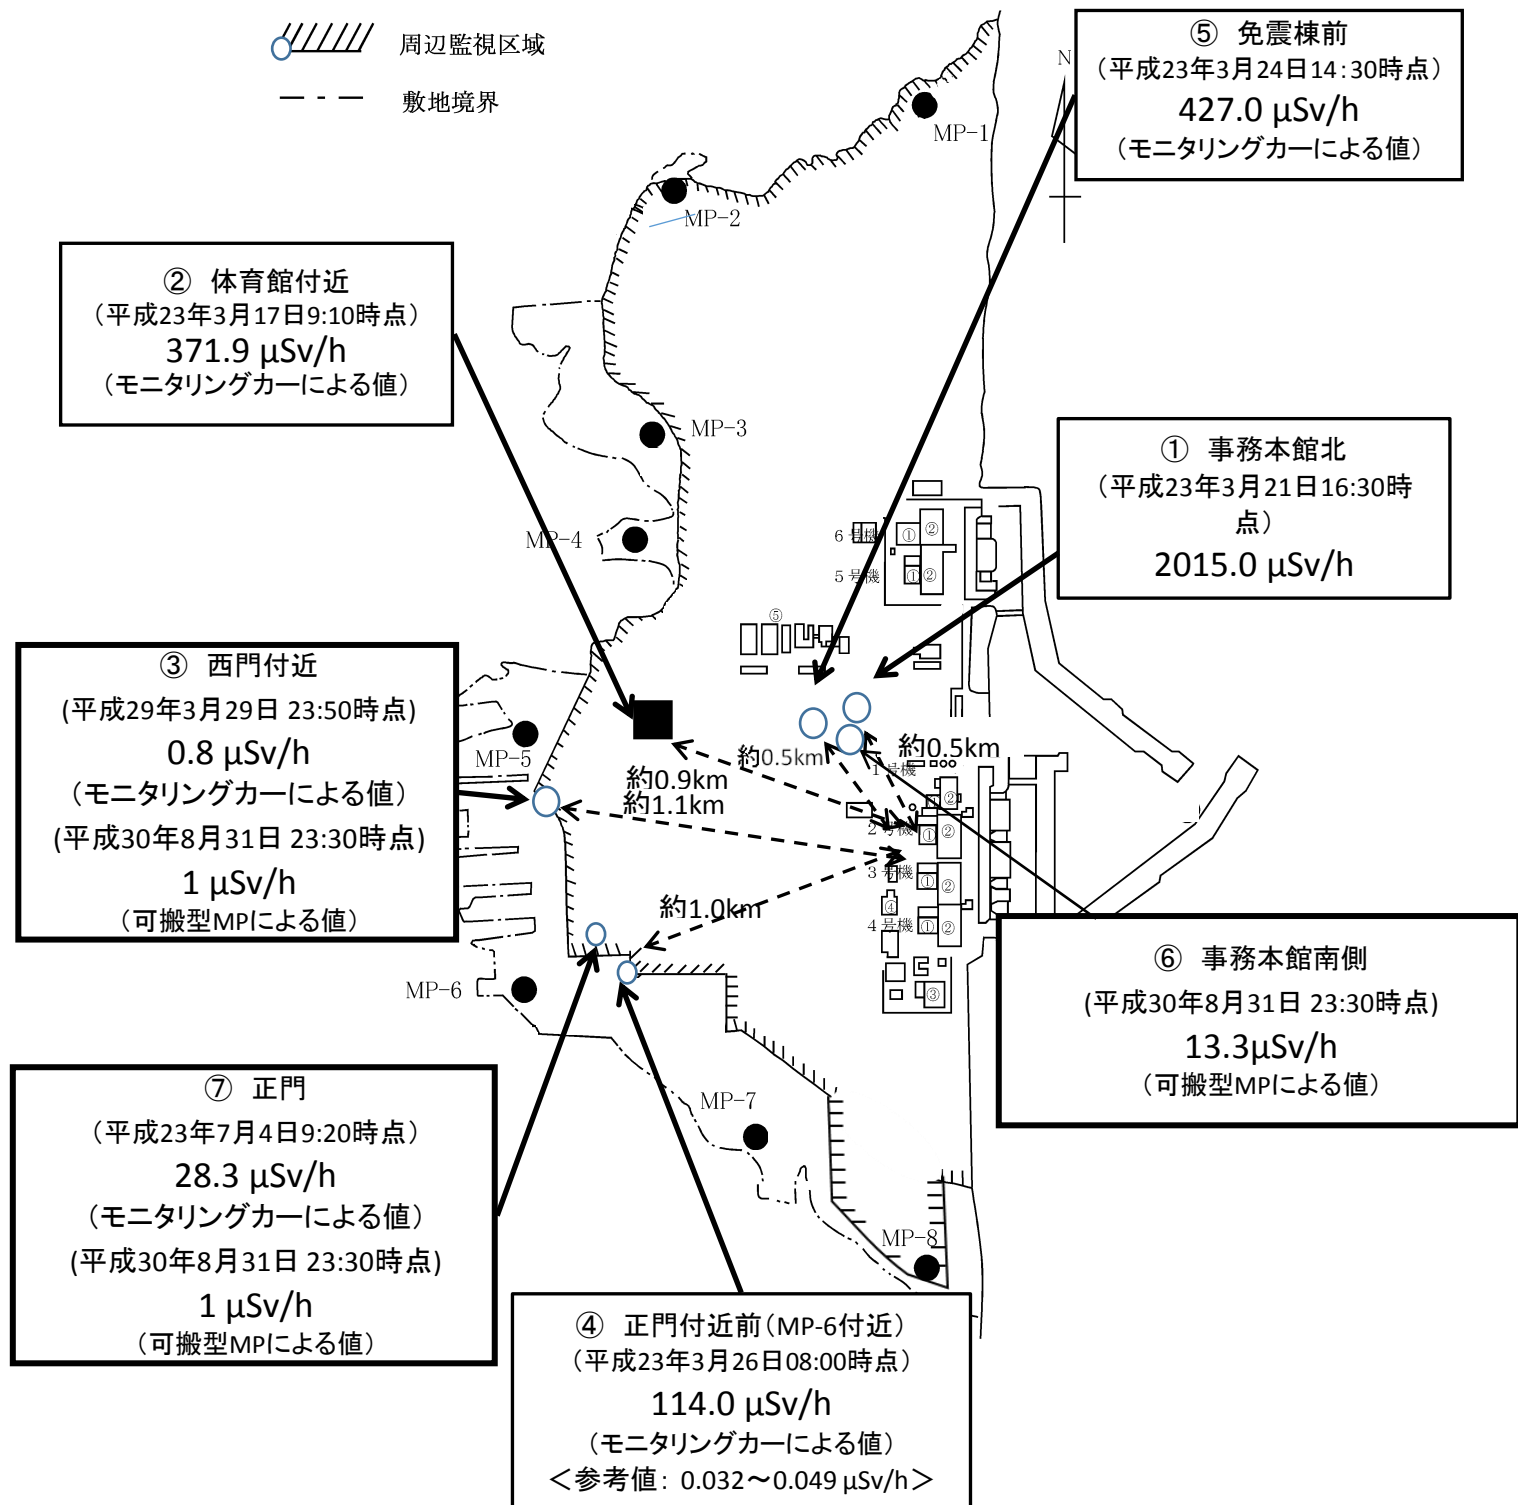 周辺監視区域
敷地境界
⑤ 免震棟前
（平成23年3月24日14:30時点）
427.0 μSv/h
（モニタリングカーによる値）
N
MP-1
MP-2
② 体育館付近
（平成23年3月17日9:10時点）
371.9 μSv/h
（モニタリングカーによる値）
MP-3
① 事務本館北
（平成23年3月21日16:30時
点）
2015.0 μSv/h
MP-4
6号機
① ②
5号機
① ②
⑤
③ 西門付近
(平成29年3月29日 23:50時点)
0.8 μSv/h
（モニタリングカーによる値）
(平成30年8月31日 23:30時点)
1 μSv/h
（可搬型MPによる値）
MP-5
約0.5km
約0.5km
約0.9km
約1.1km
1号機
① ②
2号機
① ②
3号機
① ②
④
約1.0km
4号機
① ②
③
MP-6
⑥ 事務本館南側
(平成30年8月31日 23:30時点)
13.3μSv/h
（可搬型MPによる値）
⑦ 正門
（平成23年7月4日9:20時点）
28.3 μSv/h
（モニタリングカーによる値）
(平成30年8月31日 23:30時点)
1 μSv/h
（可搬型MPによる値）
MP-7
MP-8
④ 正門付近前（MP-6付近）
（平成23年3月26日08:00時点）
114.0 μSv/h
（モニタリングカーによる値）
＜参考値: 0.032～0.049 μSv/h＞